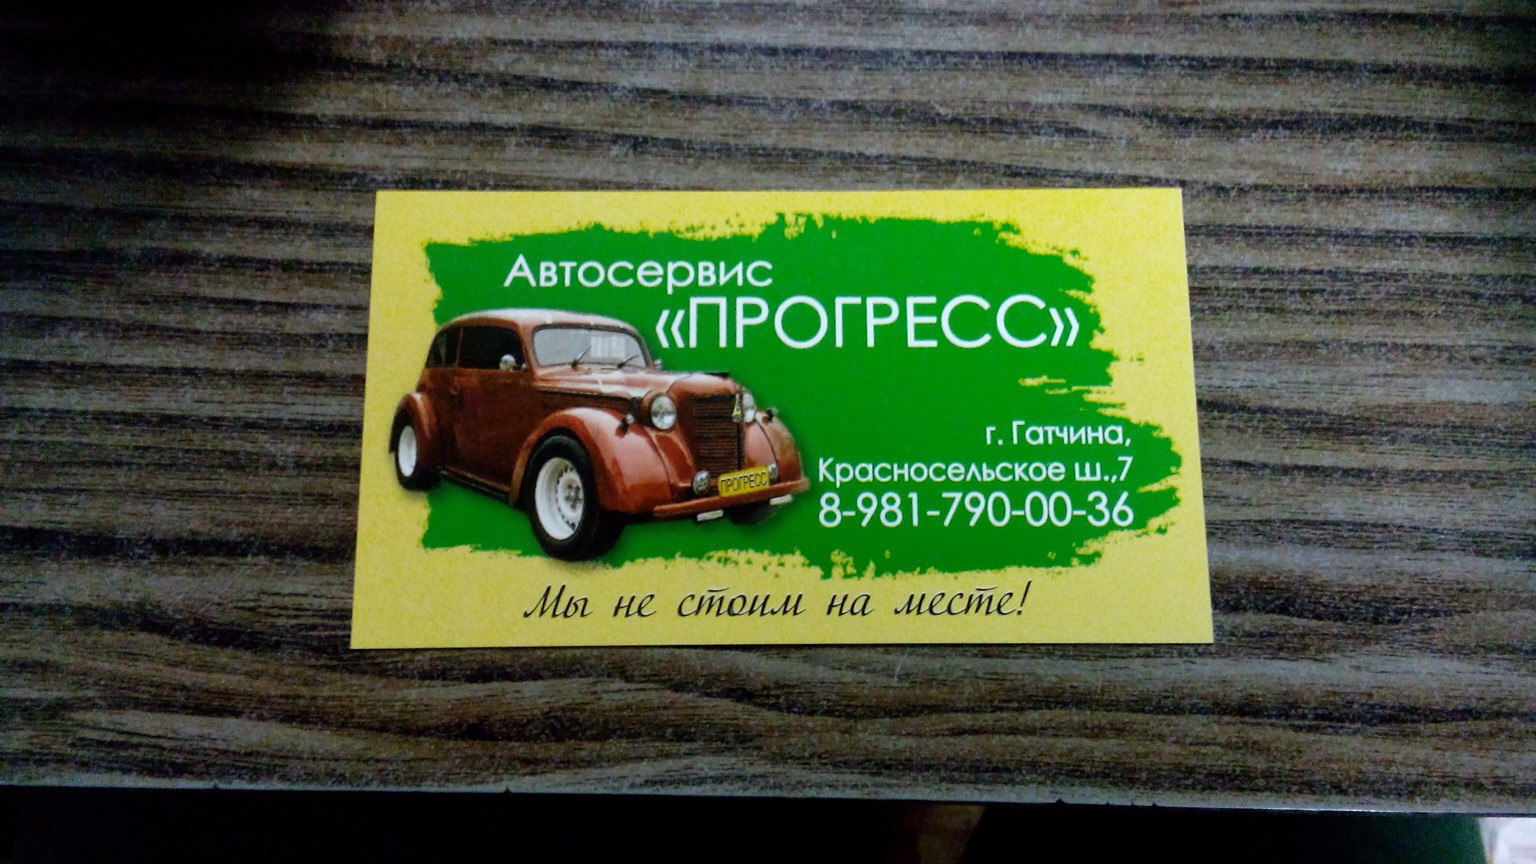 Автосервис
«ПРОГРЕСС»
г. Гатчина,
Красносельское ш.,7
8-981-790-00-36
ПРОГРЕСС
Мы не стоим на месте!